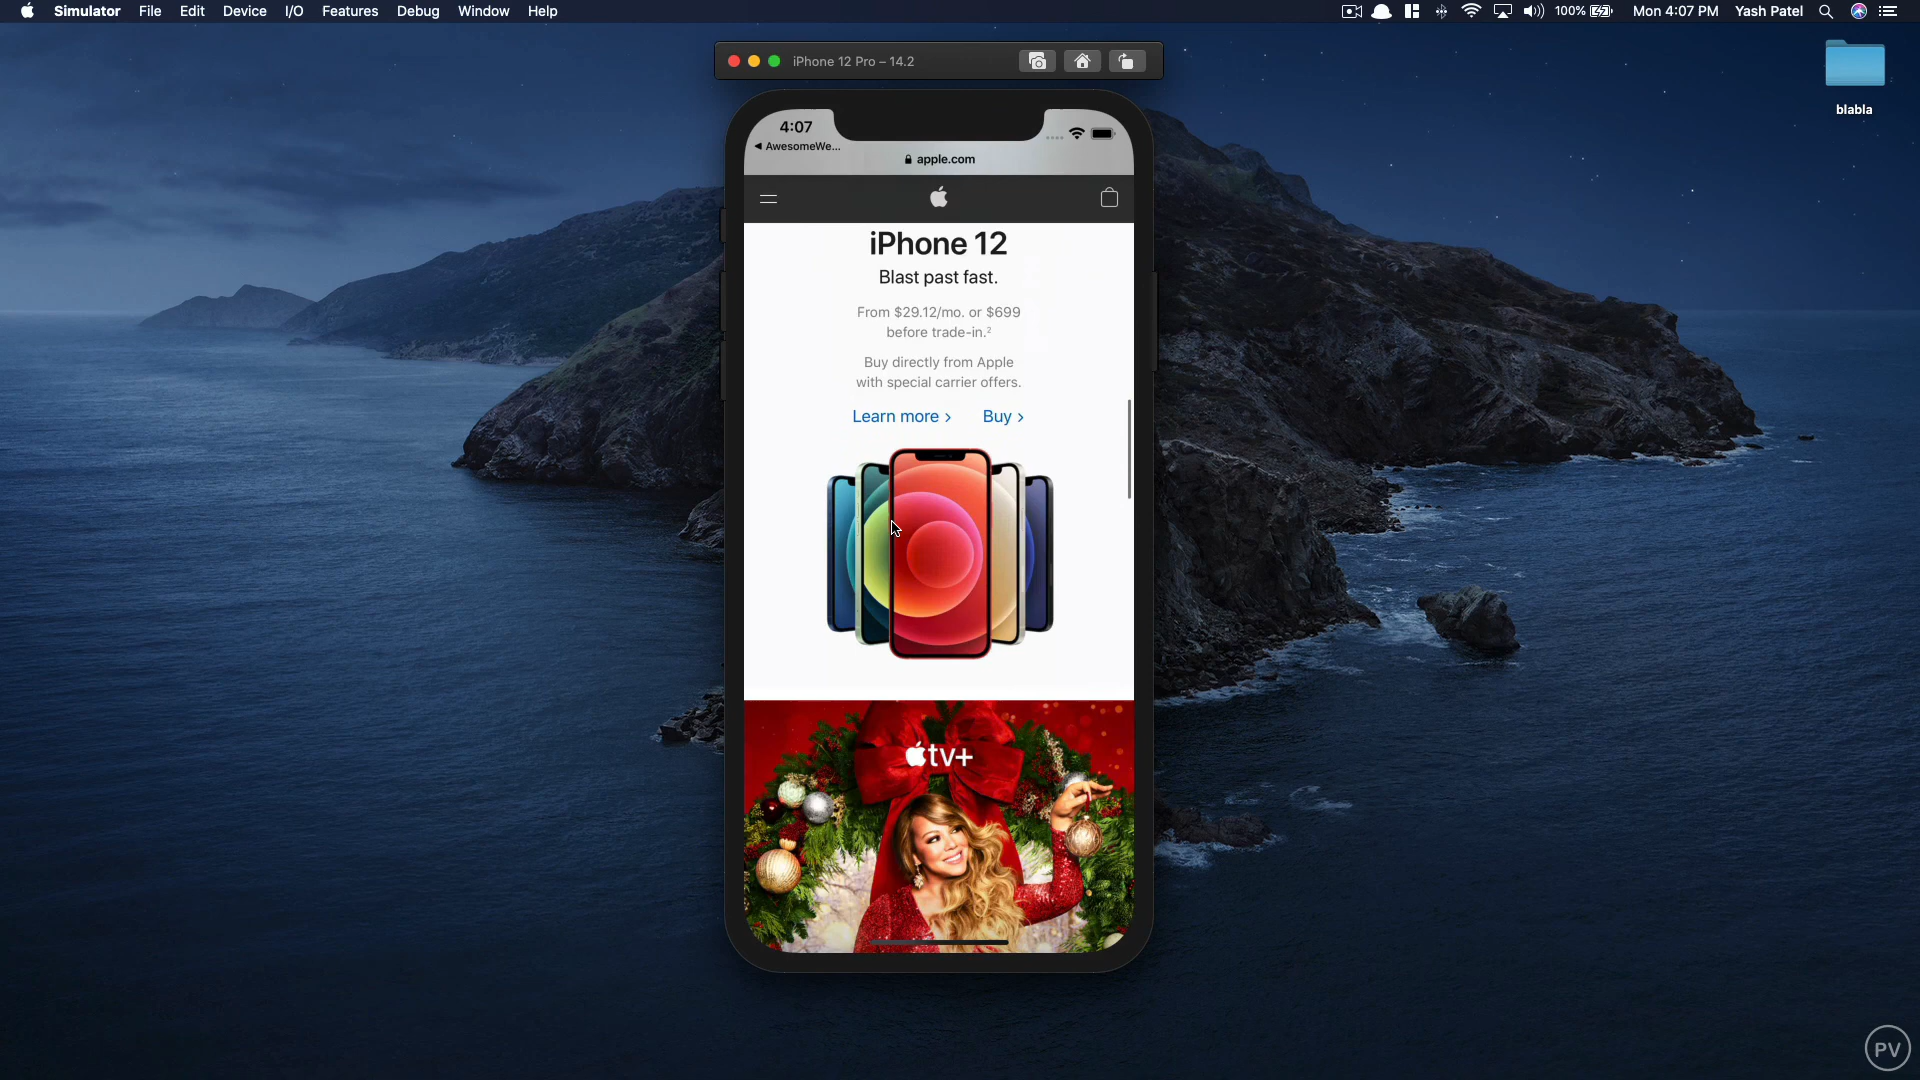 Simulator File Edit Device I/O Features Debug Window Help
100% Mon 4:07 PM Yash Patel
iPhone 12 Pro – 14.2
blabla
4:07
◀ AwesomeWe...
apple.com
iPhone 12
Blast past fast.
From $29.12/mo. or $699
before trade-in.²
Buy directly from Apple
with special carrier offers.
Learn more > Buy >
tv+
PV